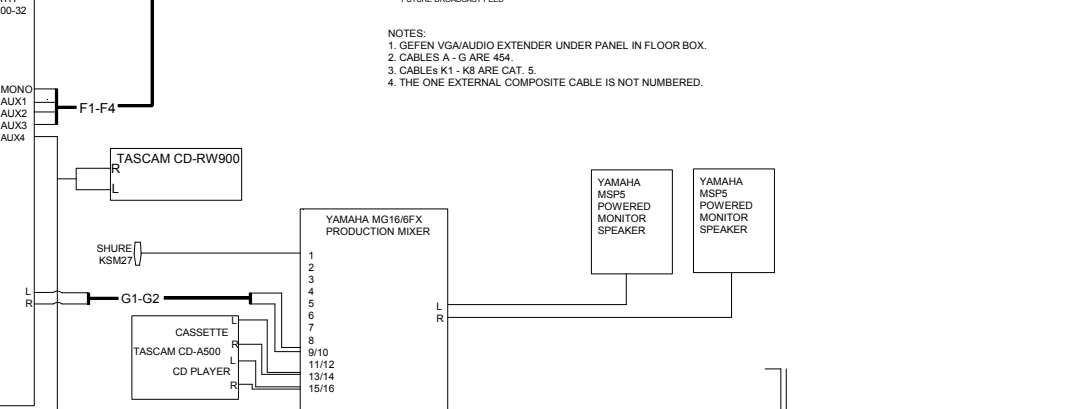 00-32
NOTES:
1. GEFEN VGA/AUDIO EXTENDER UNDER PANEL IN FLOOR BOX.
2. CABLES A - G ARE 454.
3. CABLEs K1 - K8 ARE CAT. 5.
4. THE ONE EXTERNAL COMPOSITE CABLE IS NOT NUMBERED.
MONO
AUX1
AUX2
AUX3
AUX4
F1-F4
TASCAM CD-RW900
R
L
YAMAHA
MSP5
POWERED
MONITOR
SPEAKER
YAMAHA
MSP5
POWERED
MONITOR
SPEAKER
YAMAHA MG16/6FX
PRODUCTION MIXER
SHURE
KSM27
1
2
3
4
5
6
7
8
9/10
11/12
13/14
15/16
L
R
L
R
G1-G2
L
CASSETTE
R
TASCAM CD-A500
L
CD PLAYER
R